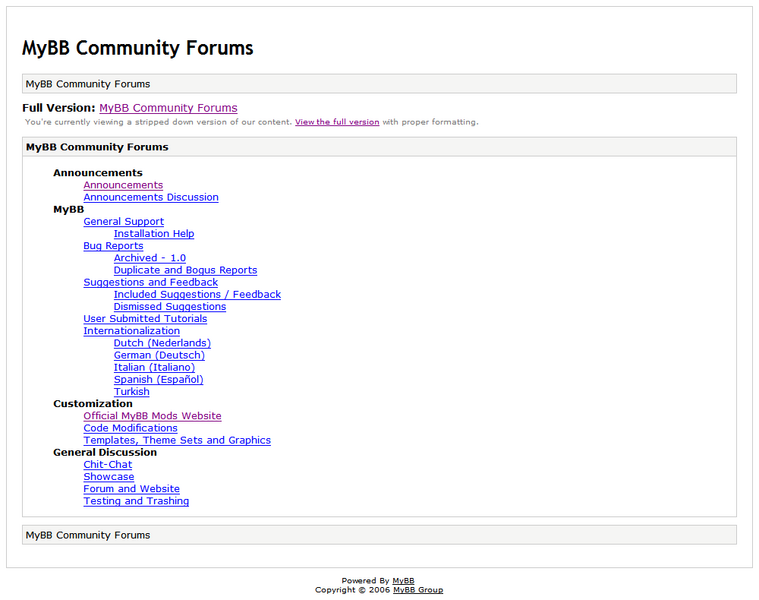 MyBB Community Forums
MyBB Community Forums
Full Version: MyBB Community Forums
You're currently viewing a stripped down version of our content. View the full version with proper formatting.
MyBB Community Forums
Announcements
Announcements
Announcements Discussion
MyBB
General Support
Installation Help
Bug Reports
Archived - 1.0
Duplicate and Bogus Reports
Suggestions and Feedback
Included Suggestions / Feedback
Dismissed Suggestions
User Submitted Tutorials
Internationalization
Dutch (Nederlands)
German (Deutsch)
Italian (Italiano)
Spanish (Español)
Turkish
Customization
Official MyBB Mods Website
Code Modifications
Templates, Theme Sets and Graphics
General Discussion
Chit-Chat
Showcase
Forum and Website
Testing and Trashing
MyBB Community Forums
Powered By MyBB
Copyright © 2006 MyBB Group